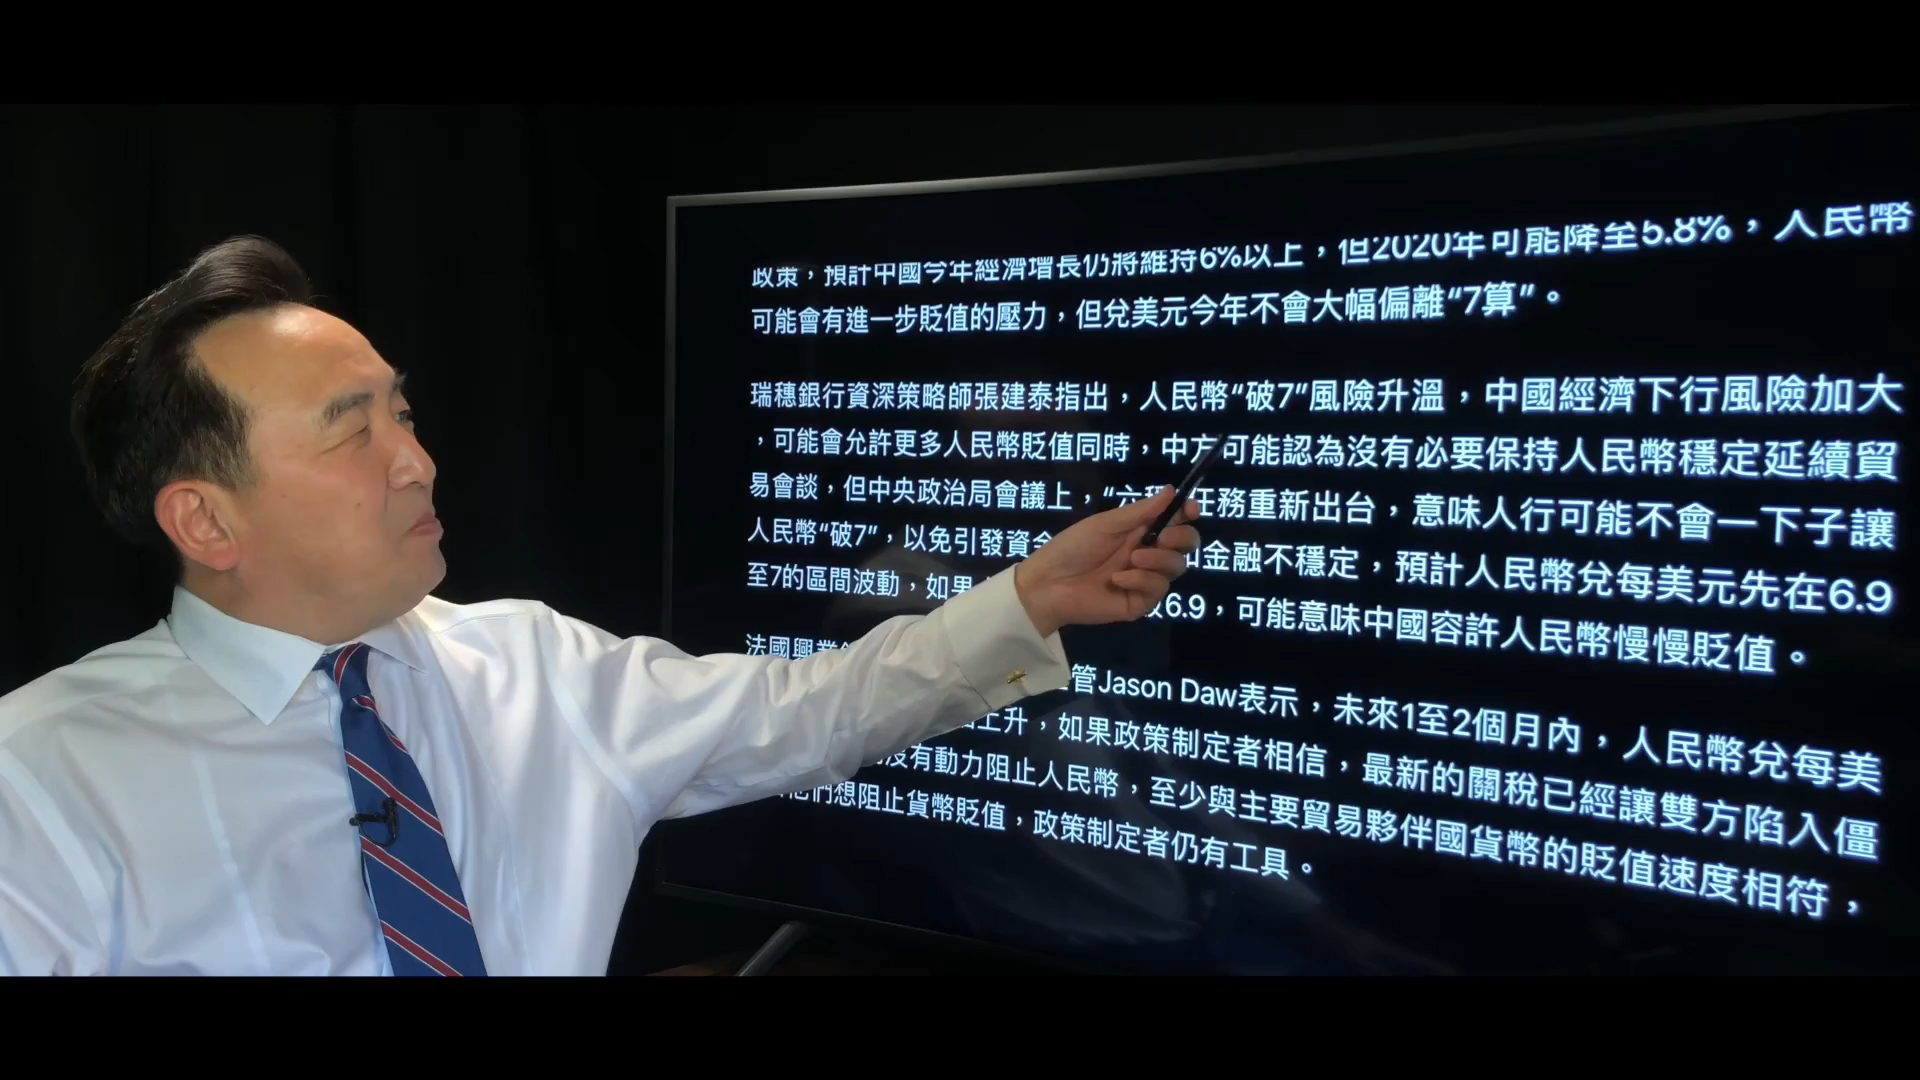 政策，預計中國今年經濟增長仍將維持6%以上，但2020年可能降至5.8%，人民幣
可能會有進一步貶值的壓力，但兌美元今年不會大幅偏離“7算”。
瑞穗銀行資深策略師張建泰指出，人民幣“破7”風險升溫，中國經濟下行風險加大
，可能會允許更多人民幣貶值同時，中方可能認為沒有必要保持人民幣穩定延續貿
易會談，但中央政治局會議上，“六穩”任務重新出台，意味人行可能不會一下子讓
人民幣“破7”，以免引發資金 金融不穩定，預計人民幣兌每美元先在6.9
至7的區間波動，如果 6.9，可能意味中國容許人民幣慢慢貶值。
法國興業 管Jason Daw表示，未來1至2個月內，人民幣兌每美
上升，如果政策制定者相信，最新的關稅已經讓雙方陷入僵
沒有動力阻止人民幣，至少與主要貿易夥伴國貨幣的貶值速度相符，
他們想阻止貨幣貶值，政策制定者仍有工具。